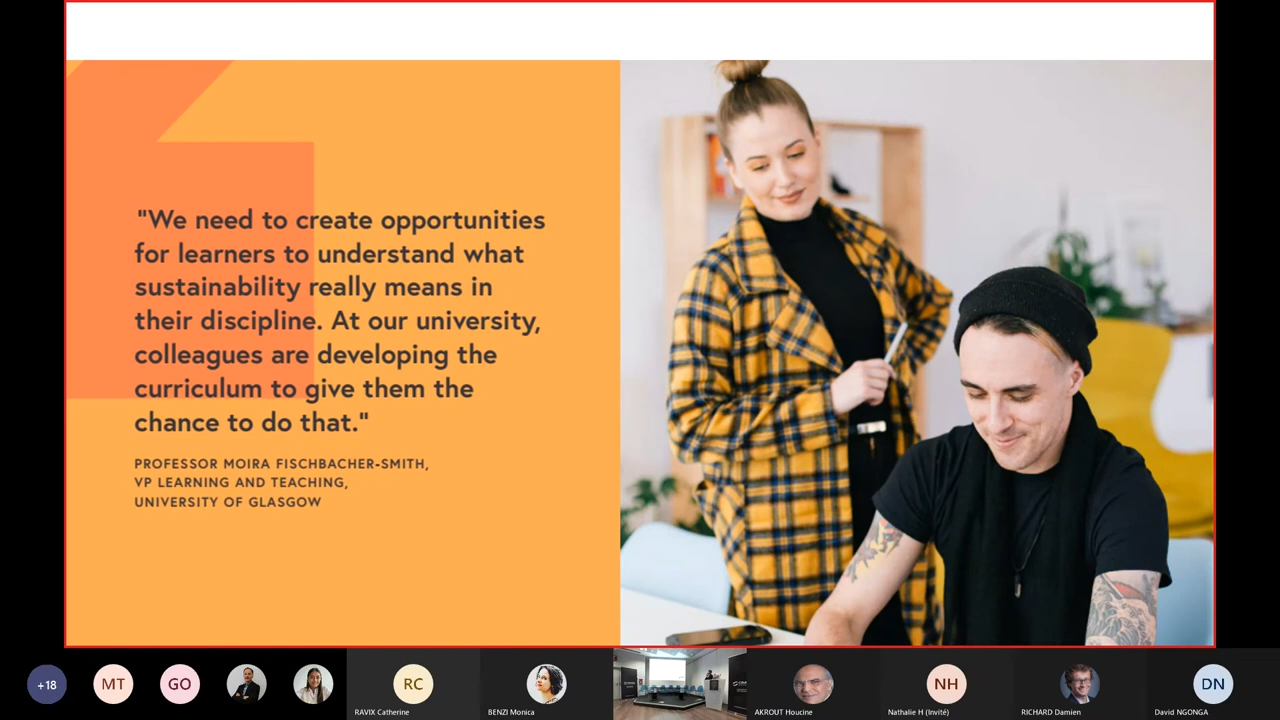 "We need to create opportunities
for learners to understand what
sustainability really means in
their discipline. At our university,
colleagues are developing the
curriculum to give them the
chance to do that."
PROFESSOR MOIRA FISCHBACHER-SMITH,
VP LEARNING AND TEACHING,
UNIVERSITY OF GLASGOW
+18
MT
GO
RC
RAVIX Catherine
BENZI Monica
AKROUT Houcine
NH
Nathalie H (Invité)
RICHARD Damien
DN
David NGONGA